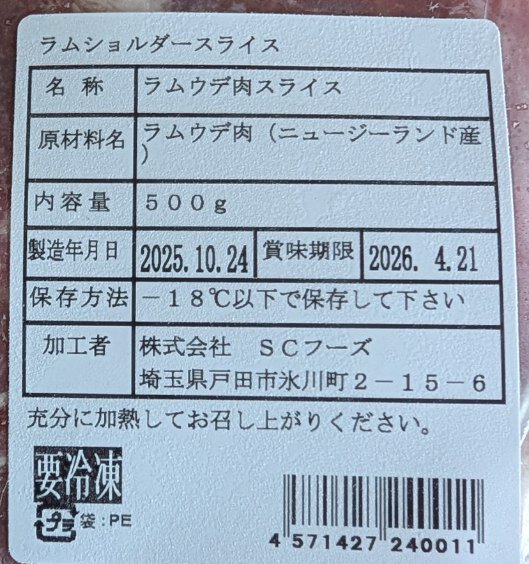 ラムショルダースライス
名称 ラムウデ肉スライス
原材料名 ラムウデ肉（ニュージーランド産
）
内容量 ５００ｇ
製造年月日 2025.10.24 賞味期限 2026. 4.21
保存方法 －１８℃以下で保存して下さい
加工者 株式会社　ＳＣフーズ
埼玉県戸田市氷川町２－１５－６
充分に加熱してお召し上がりください。
要冷凍
プラ 袋：PE
4 571427 240011